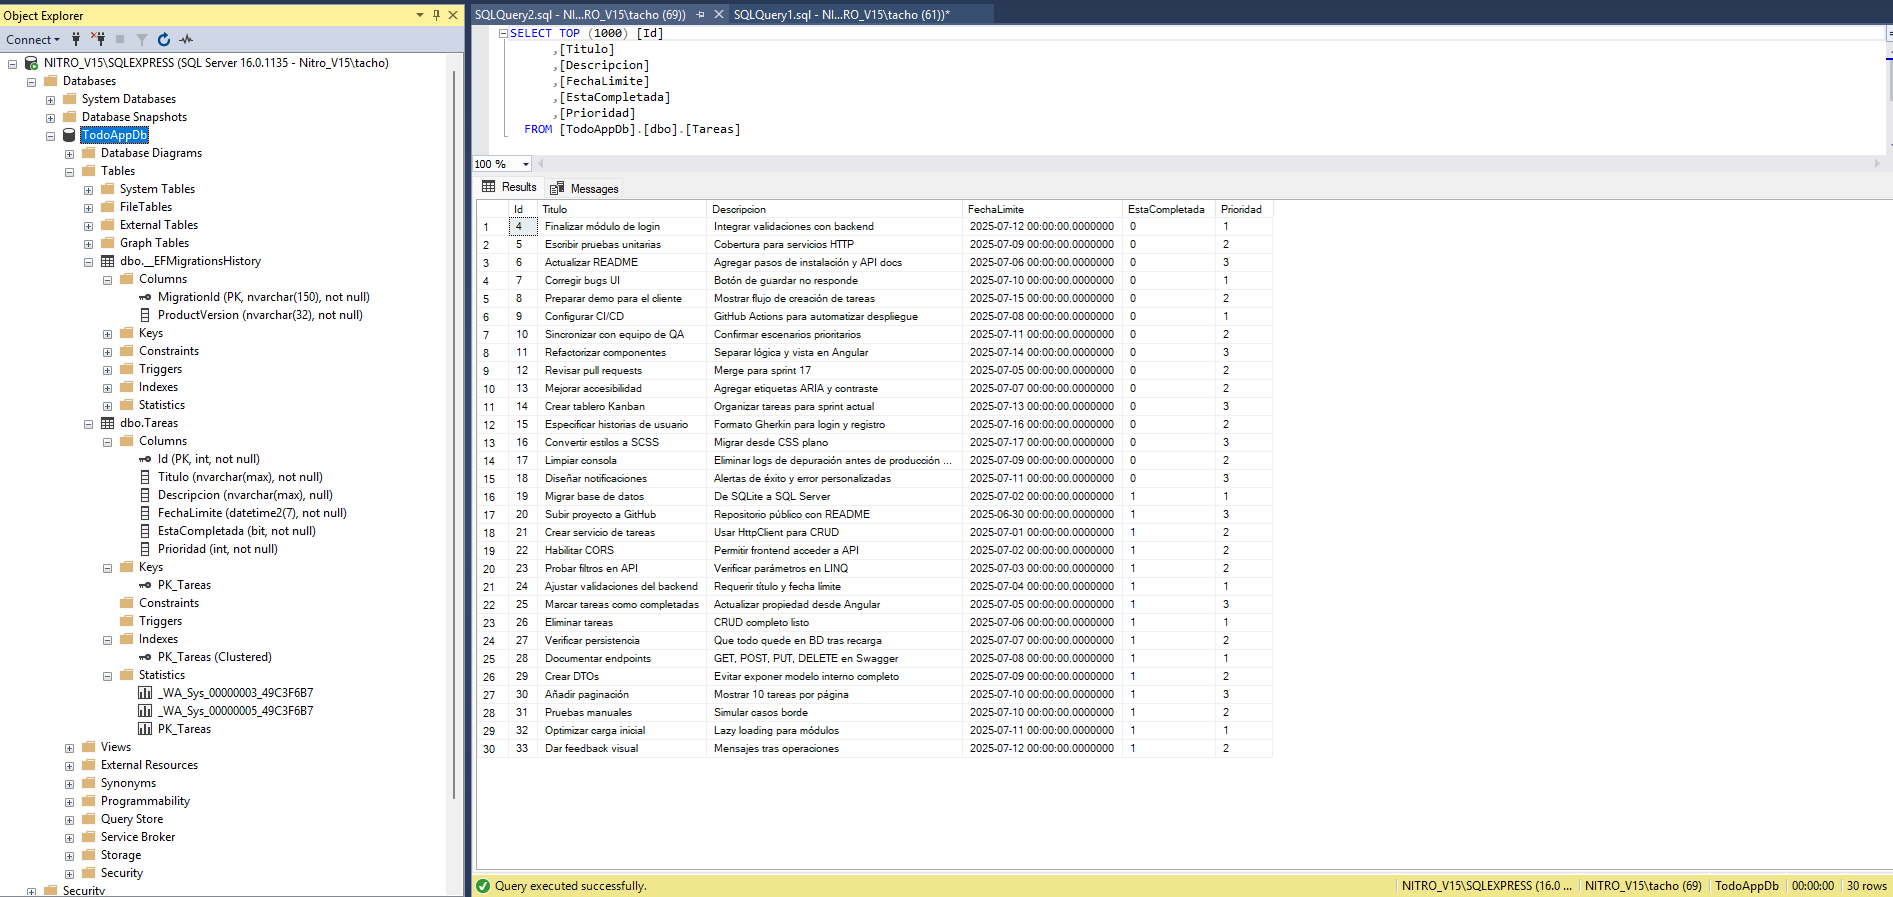 Object Explorer
Connect
NITRO_V15\SQLEXPRESS (SQL Server 16.0.1135 - Nitro_V15\tacho)
Databases
System Databases
Database Snapshots
TodoAppDb
Database Diagrams
Tables
System Tables
FileTables
External Tables
Graph Tables
dbo.__EFMigrationsHistory
Columns
MigrationId (PK, nvarchar(150), not null)
ProductVersion (nvarchar(32), not null)
Keys
Constraints
Triggers
Indexes
Statistics
dbo.Tareas
Columns
Id (PK, int, not null)
Titulo (nvarchar(max), not null)
Descripcion (nvarchar(max), null)
FechaLimite (datetime2(7), not null)
EstaCompletada (bit, not null)
Prioridad (int, not null)
Keys
PK_Tareas
Constraints
Triggers
Indexes
PK_Tareas (Clustered)
Statistics
_WA_Sys_00000003_49C3F6B7
_WA_Sys_00000005_49C3F6B7
PK_Tareas
Views
External Resources
Synonyms
Programmability
Query Store
Service Broker
Storage
Security
Security
SQLQuery2.sql - NI...RO_V15\tacho (69)) SQLQuery1.sql - NI...RO_V15\tacho (61))*
SELECT TOP (1000) [Id]
,[Titulo]
,[Descripcion]
,[FechaLimite]
,[EstaCompletada]
,[Prioridad]
FROM [TodoAppDb].[dbo].[Tareas]
100 %
Results Messages
Id Titulo Descripcion FechaLimite EstaCompletada Prioridad
1 4 Finalizar módulo de login Integrar validaciones con backend 2025-07-12 00:00:00.0000000 0 1
2 5 Escribir pruebas unitarias Cobertura para servicios HTTP 2025-07-09 00:00:00.0000000 0 2
3 6 Actualizar README Agregar pasos de instalación y API docs 2025-07-06 00:00:00.0000000 0 3
4 7 Corregir bugs UI Botón de guardar no responde 2025-07-10 00:00:00.0000000 0 1
5 8 Preparar demo para el cliente Mostrar flujo de creación de tareas 2025-07-15 00:00:00.0000000 0 2
6 9 Configurar CI/CD GitHub Actions para automatizar despliegue 2025-07-08 00:00:00.0000000 0 1
7 10 Sincronizar con equipo de QA Confirmar escenarios prioritarios 2025-07-11 00:00:00.0000000 0 2
8 11 Refactorizar componentes Separar lógica y vista en Angular 2025-07-14 00:00:00.0000000 0 3
9 12 Revisar pull requests Merge para sprint 17 2025-07-05 00:00:00.0000000 0 2
10 13 Mejorar accesibilidad Agregar etiquetas ARIA y contraste 2025-07-07 00:00:00.0000000 0 2
11 14 Crear tablero Kanban Organizar tareas para sprint actual 2025-07-13 00:00:00.0000000 0 3
12 15 Especificar historias de usuario Formato Gherkin para login y registro 2025-07-16 00:00:00.0000000 0 2
13 16 Convertir estilos a SCSS Migrar desde CSS plano 2025-07-17 00:00:00.0000000 0 3
14 17 Limpiar consola Eliminar logs de depuración antes de producción ... 2025-07-09 00:00:00.0000000 0 2
15 18 Diseñar notificaciones Alertas de éxito y error personalizadas 2025-07-11 00:00:00.0000000 0 3
16 19 Migrar base de datos De SQLite a SQL Server 2025-07-02 00:00:00.0000000 1 1
17 20 Subir proyecto a GitHub Repositorio público con README 2025-06-30 00:00:00.0000000 1 3
18 21 Crear servicio de tareas Usar HttpClient para CRUD 2025-07-01 00:00:00.0000000 1 2
19 22 Habilitar CORS Permitir frontend acceder a API 2025-07-02 00:00:00.0000000 1 2
20 23 Probar filtros en API Verificar parámetros en LINQ 2025-07-03 00:00:00.0000000 1 2
21 24 Ajustar validaciones del backend Requerir título y fecha límite 2025-07-04 00:00:00.0000000 1 1
22 25 Marcar tareas como completadas Actualizar propiedad desde Angular 2025-07-05 00:00:00.0000000 1 3
23 26 Eliminar tareas CRUD completo listo 2025-07-06 00:00:00.0000000 1 1
24 27 Verificar persistencia Que todo quede en BD tras recarga 2025-07-07 00:00:00.0000000 1 2
25 28 Documentar endpoints GET, POST, PUT, DELETE en Swagger 2025-07-08 00:00:00.0000000 1 1
26 29 Crear DTOs Evitar exponer modelo interno completo 2025-07-09 00:00:00.0000000 1 2
27 30 Añadir paginación Mostrar 10 tareas por página 2025-07-10 00:00:00.0000000 1 3
28 31 Pruebas manuales Simular casos borde 2025-07-10 00:00:00.0000000 1 2
29 32 Optimizar carga inicial Lazy loading para módulos 2025-07-11 00:00:00.0000000 1 1
30 33 Dar feedback visual Mensajes tras operaciones 2025-07-12 00:00:00.0000000 1 2
Query executed successfully. NITRO_V15\SQLEXPRESS (16.0 ... NITRO_V15\tacho (69) TodoAppDb 00:00:00 30 rows